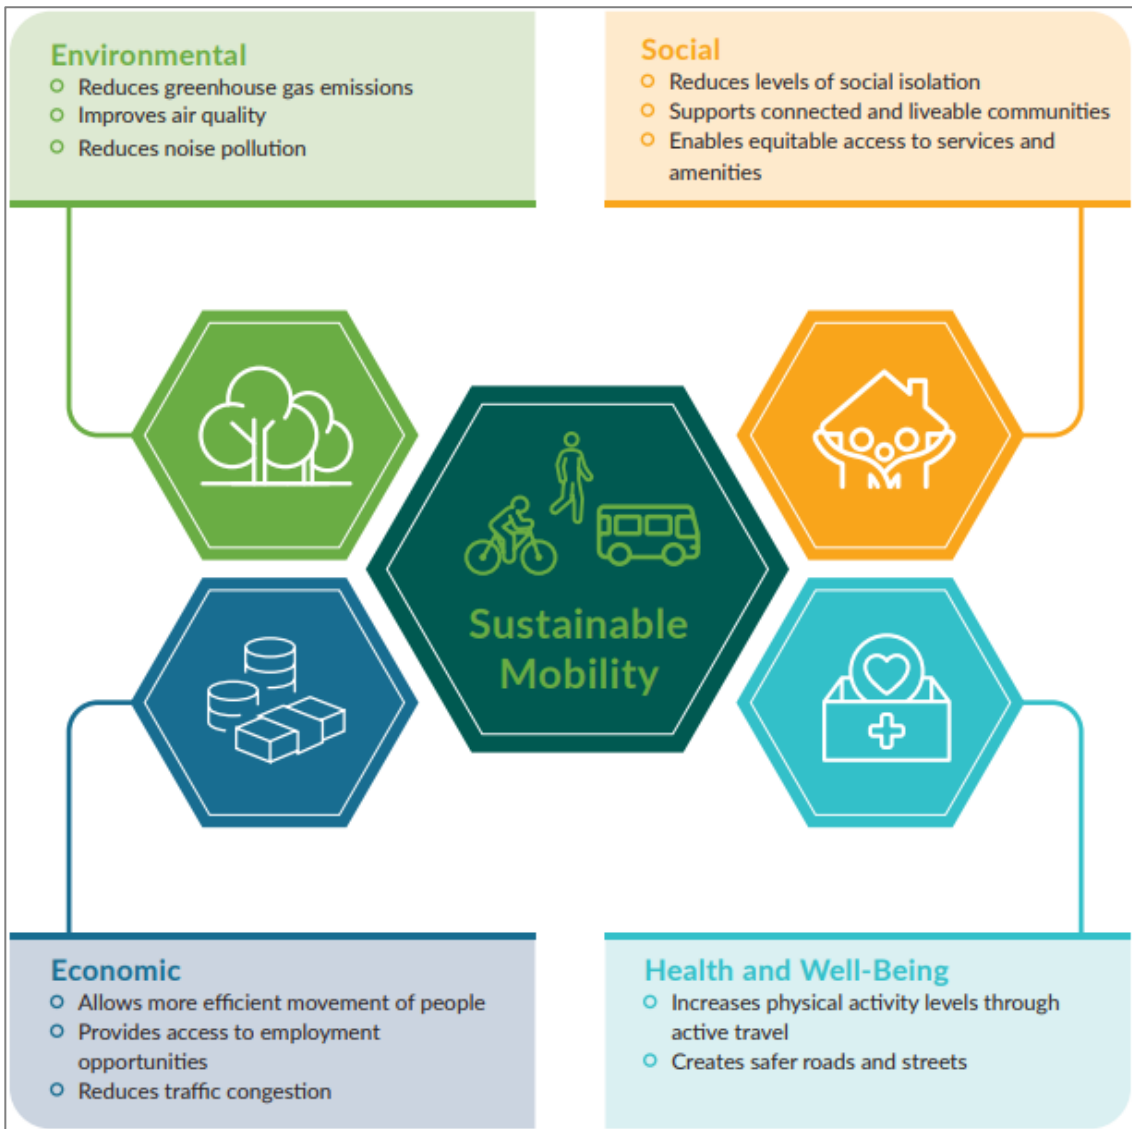 Environmental
Reduces greenhouse gas emissions
Improves air quality
Reduces noise pollution
Social
Reduces levels of social isolation
Supports connected and liveable communities
Enables equitable access to services and
amenities
Sustainable
Mobility
Economic
Allows more efficient movement of people
Provides access to employment
opportunities
Reduces traffic congestion
Health and Well-Being
Increases physical activity levels through
active travel
Creates safer roads and streets